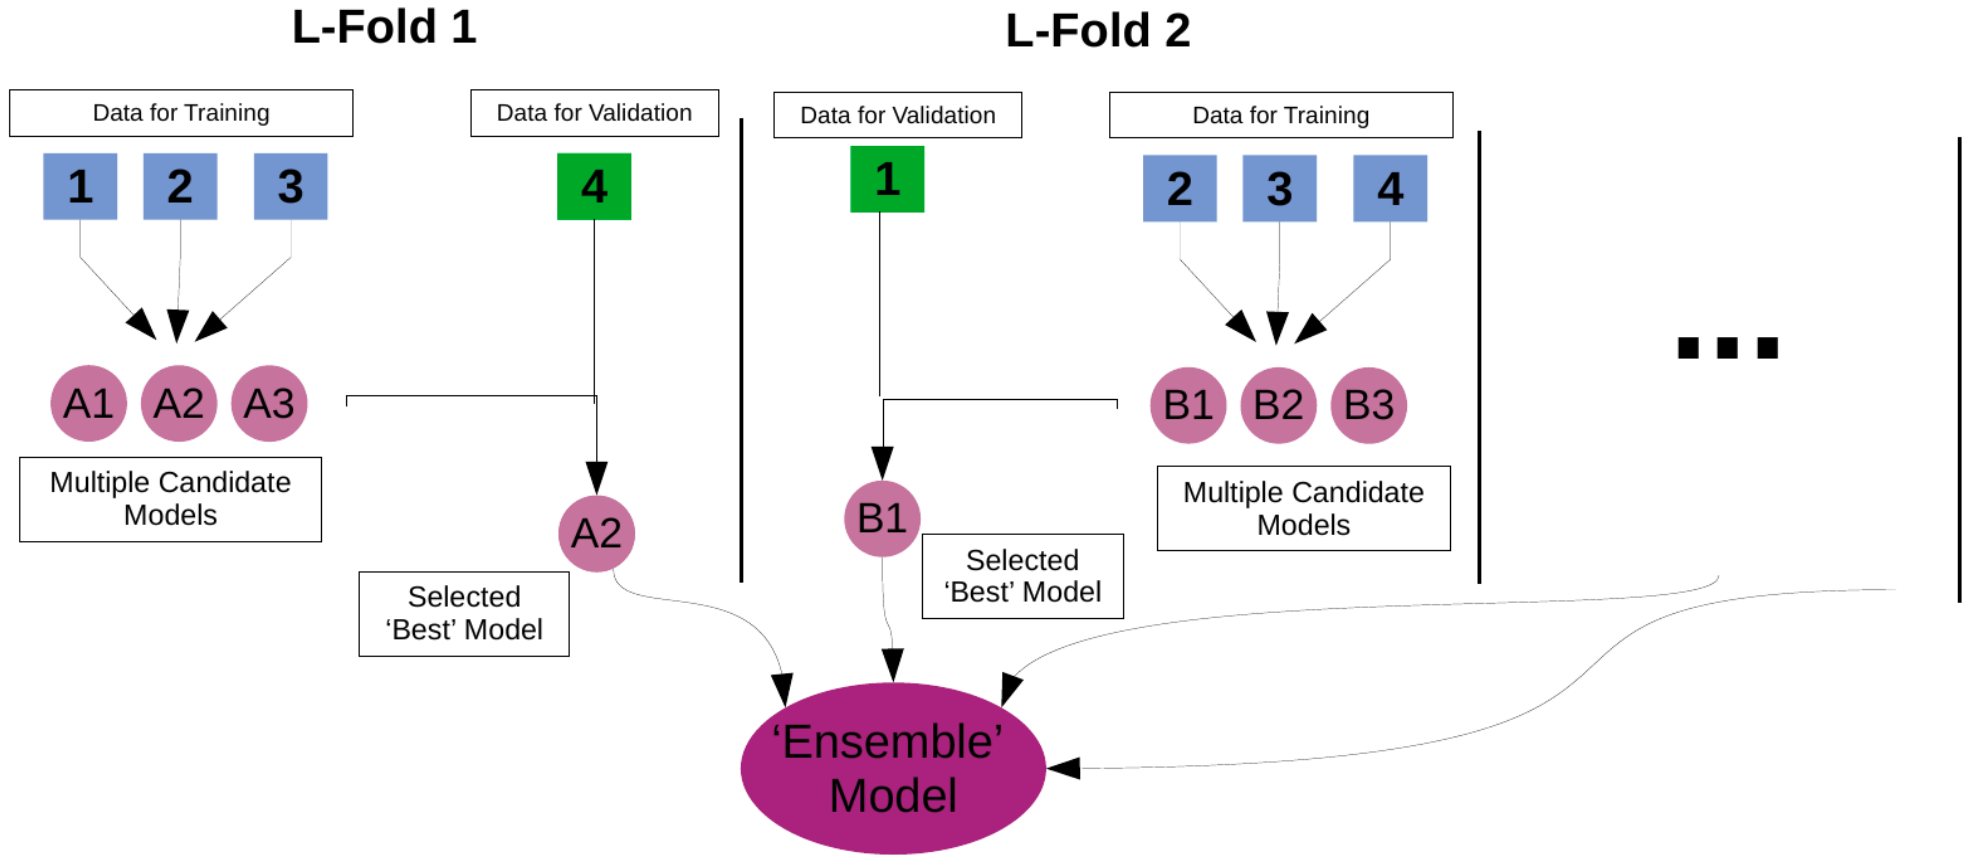 L-Fold 1
Data for Training
Data for Validation
1 2 3
4
A1 A2 A3
Multiple Candidate
Models
A2
Selected
‘Best’ Model
L-Fold 2
Data for Validation
Data for Training
1
2 3 4
B1 B2 B3
Multiple Candidate
Models
B1
Selected
‘Best’ Model
...
‘Ensemble’
Model